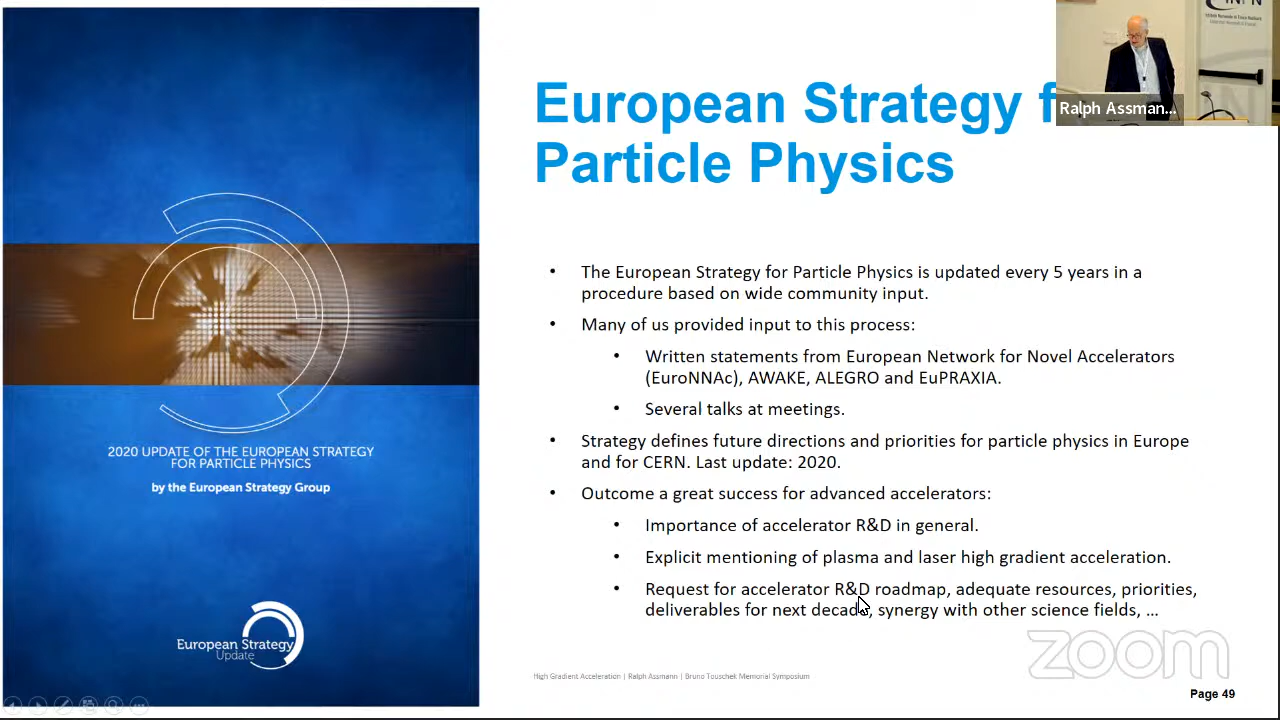 INFN
European Strategy f
Particle Physics
Ralph Assman...
• The European Strategy for Particle Physics is updated every 5 years in a
procedure based on wide community input.
• Many of us provided input to this process:
• Written statements from European Network for Novel Accelerators
(EuroNNAc), AWAKE, ALEGRO and EuPRAXIA.
• Several talks at meetings.
• Strategy defines future directions and priorities for particle physics in Europe
and for CERN. Last update: 2020.
• Outcome a great success for advanced accelerators:
• Importance of accelerator R&D in general.
• Explicit mentioning of plasma and laser high gradient acceleration.
• Request for accelerator R&D roadmap, adequate resources, priorities,
deliverables for next decade, synergy with other science fields, ...
2020 UPDATE OF THE EUROPEAN STRATEGY
FOR PARTICLE PHYSICS
by the European Strategy Group
European Strategy
Update
zoom
High Gradient Acceleration | Ralph Assmann | Bruno Touschek Memorial Symposium
Page 49